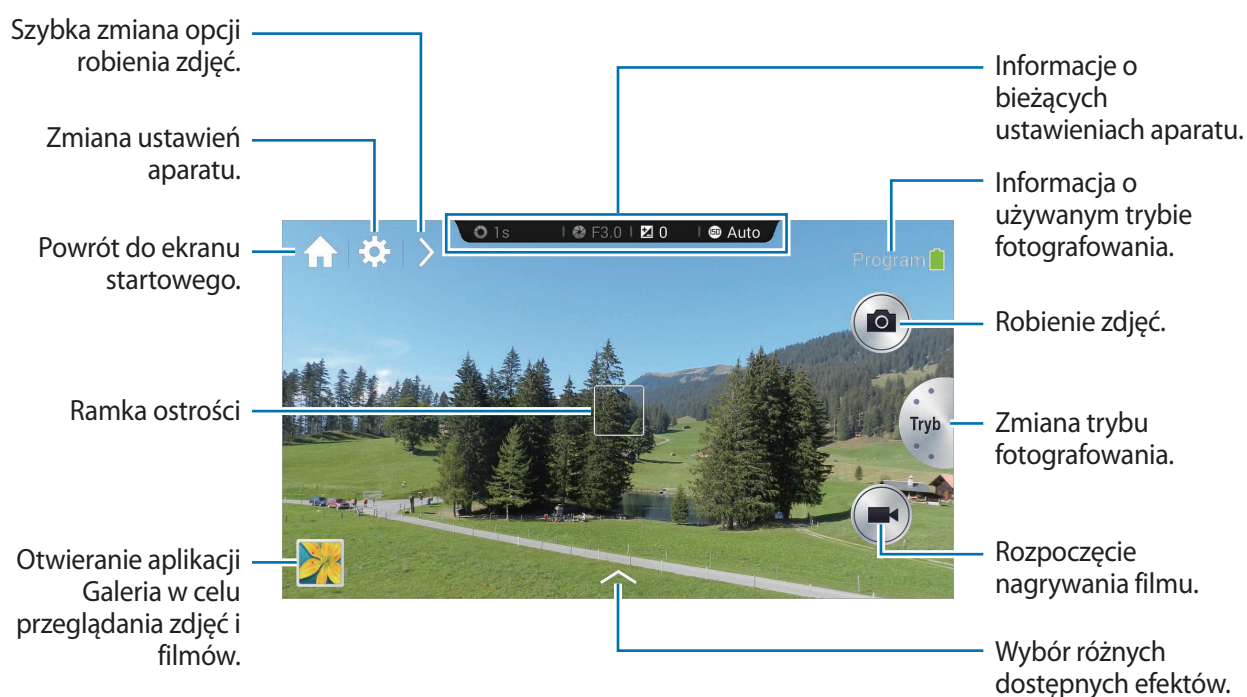 Szybka zmiana opcji
robienia zdjęć.
Zmiana ustawień
aparatu.
Powrót do ekranu
startowego.
Ramka ostrości
Otwieranie aplikacji
Galeria w celu
przeglądania zdjęć i
filmów.
1s F3.0 0 ISO Auto
Program
Tryb
Informacje o
bieżących
ustawieniach aparatu.
Informacja o
używanym trybie
fotografowania.
Robienie zdjęć.
Zmiana trybu
fotografowania.
Rozpoczęcie
nagrywania filmu.
Wybór różnych
dostępnych efektów.